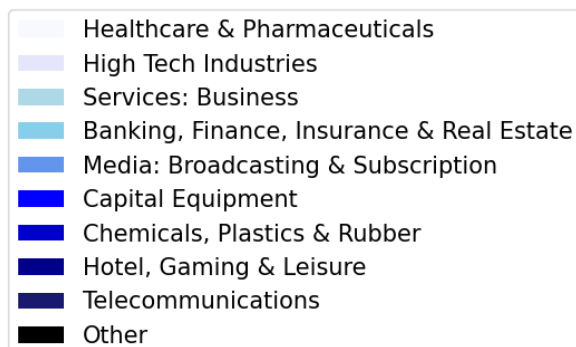 Healthcare & Pharmaceuticals
High Tech Industries
Services: Business
Banking, Finance, Insurance & Real Estate
Media: Broadcasting & Subscription
Capital Equipment
Chemicals, Plastics & Rubber
Hotel, Gaming & Leisure
Telecommunications
Other